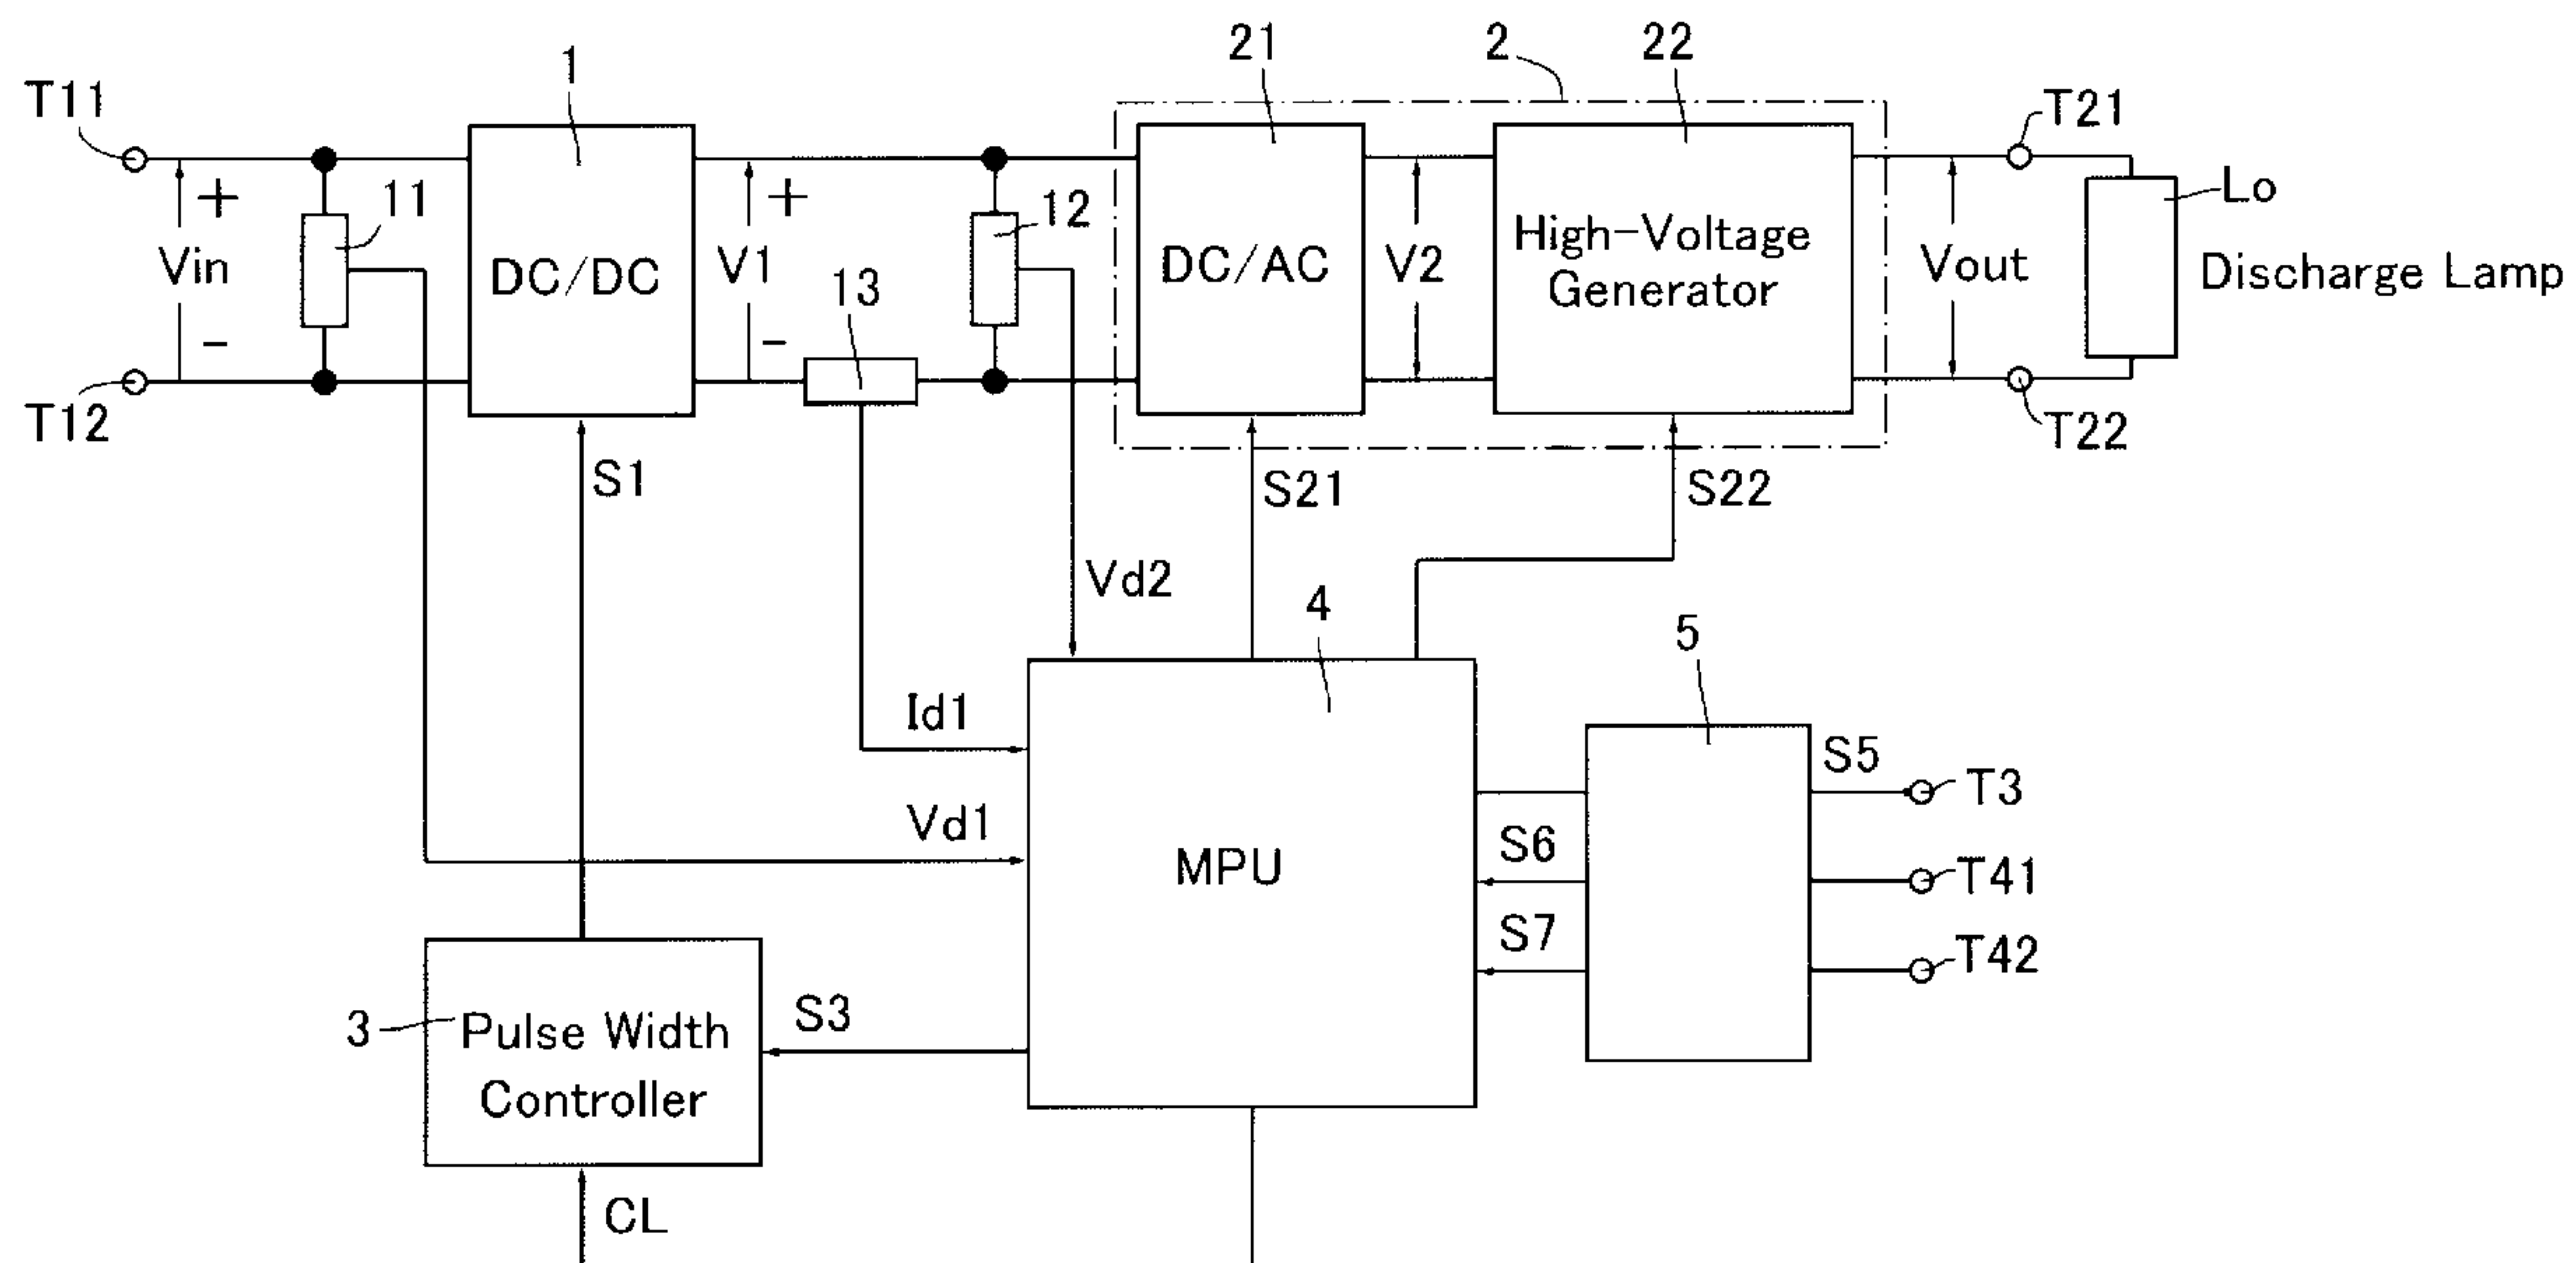 1
21
2
22
T11
T21
+
11
+
12
Lo
Vin
DC/DC
V1
13
DC/AC
V2
High-Voltage
Generator
Vout
Discharge Lamp
-
-
T12
T22
S1
S21
S22
Vd2
4
5
Id1
S5
T3
Vd1
MPU
S6
T41
S7
T42
S3
3
Pulse Width
Controller
CL